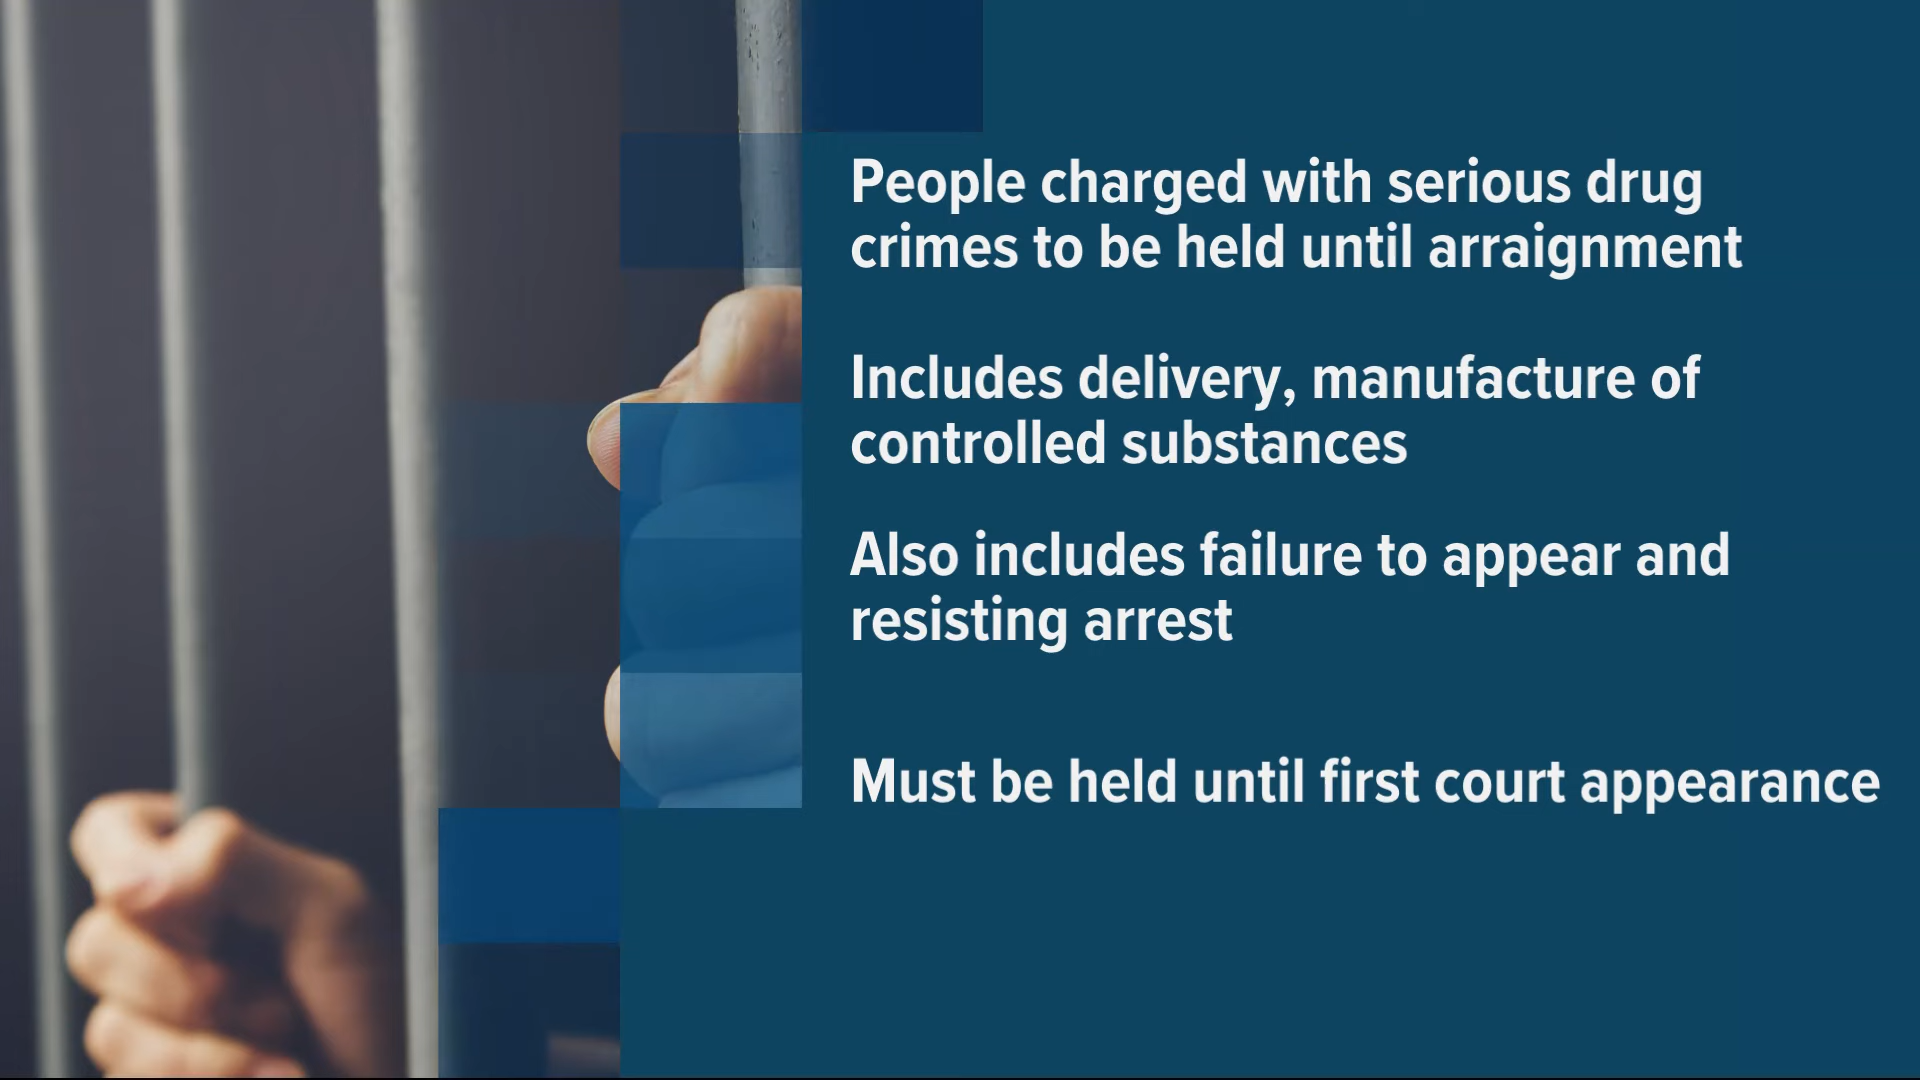 People charged with serious drug
crimes to be held until arraignment
Includes delivery, manufacture of
controlled substances
Also includes failure to appear and
resisting arrest
Must be held until first court appearance